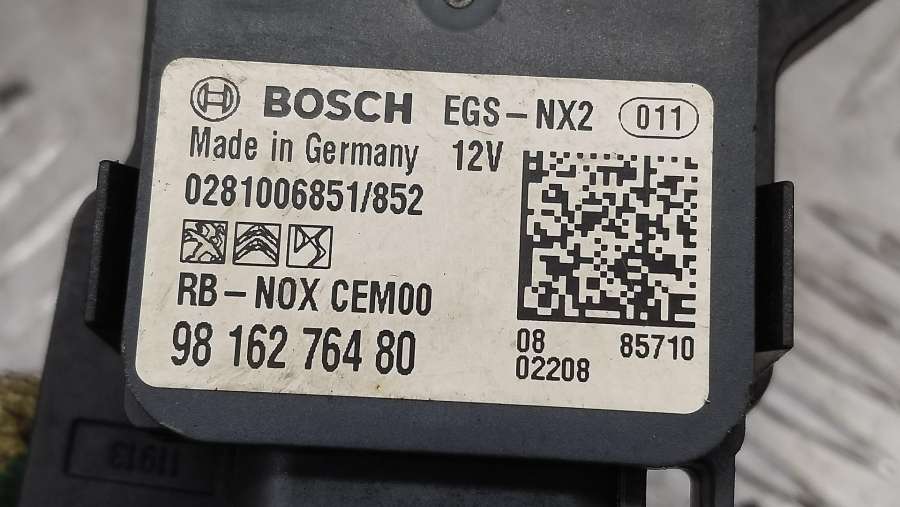 BOSCH EGS-NX2 011
Made in Germany 12V
0281006851/852
RB-NOX CEM00
98 162 764 80
08 85710
02208
11913